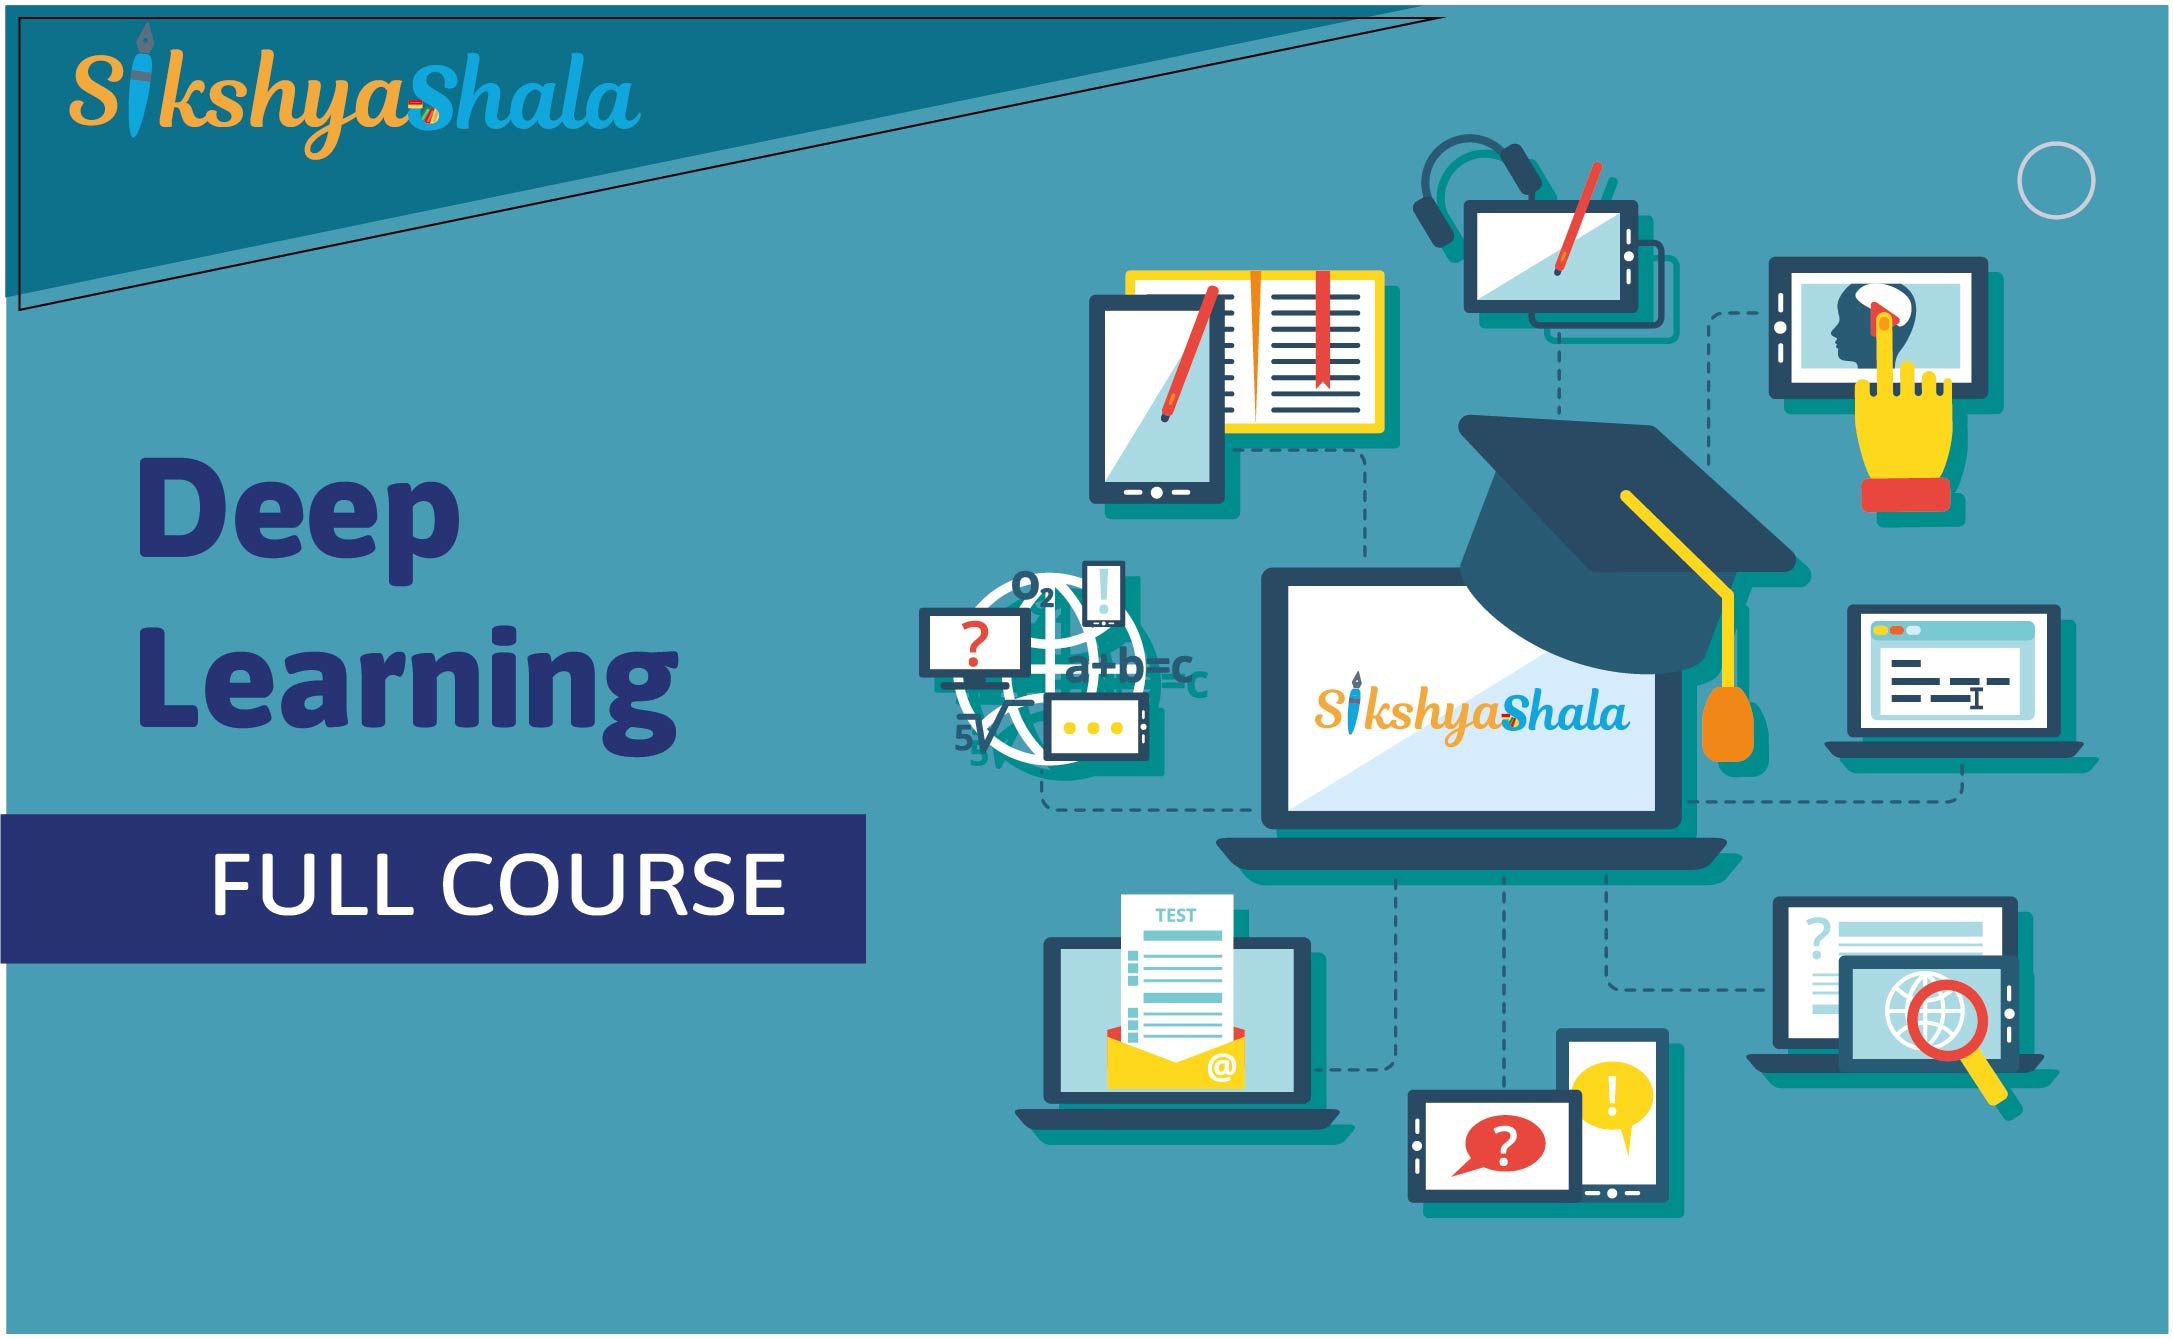 SikshyaShala
Deep
Learning
FULL COURSE
O₂
!
?
a+b=c
5√
SikshyaShala
TEST
@
?
!
?